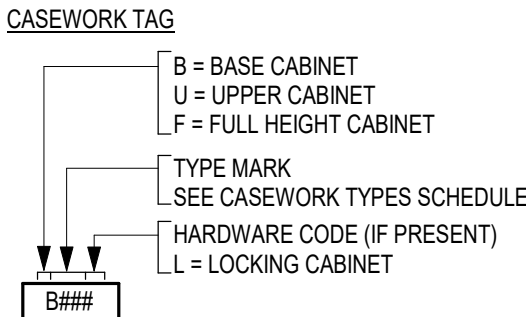 CASEWORK TAG
B = BASE CABINET
U = UPPER CABINET
F = FULL HEIGHT CABINET
TYPE MARK
SEE CASEWORK TYPES SCHEDULE
HARDWARE CODE (IF PRESENT)
L = LOCKING CABINET
B###